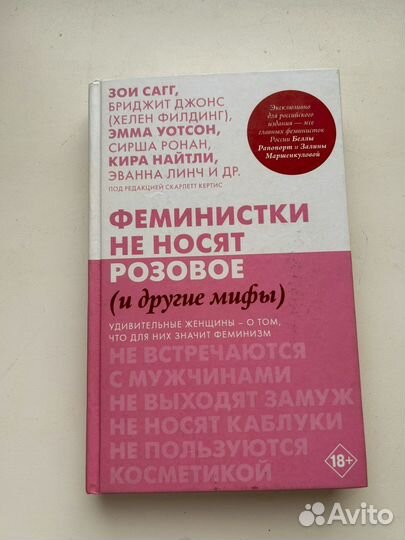 ЗОИ САГГ,
БРИДЖИТ ДЖОНС
(ХЕЛЕН ФИЛДИНГ),
ЭММА УОТСОН,
СИРША РОНАН,
КИРА НАЙТЛИ,
ЭВАННА ЛИНЧ И ДР.
ПОД РЕДАКЦИЕЙ СКАРЛЕТТ КЕРТИС
Эксклюзивно
для российского
издания — эссе
главных феминисток
России Беллы
Рапопорт и Залины
Маршенкуловой
ФЕМИНИСТКИ
НЕ НОСЯТ
РОЗОВОЕ
(и другие мифы)
УДИВИТЕЛЬНЫЕ ЖЕНЩИНЫ – О ТОМ,
ЧТО ДЛЯ НИХ ЗНАЧИТ ФЕМИНИЗМ
НЕ ВСТРЕЧАЮТСЯ
С МУЖЧИНАМИ
НЕ ВЫХОДЯТ ЗАМУЖ
НЕ НОСЯТ КАБЛУКИ
НЕ ПОЛЬЗУЮТСЯ
КОСМЕТИКОЙ
18+
Avito